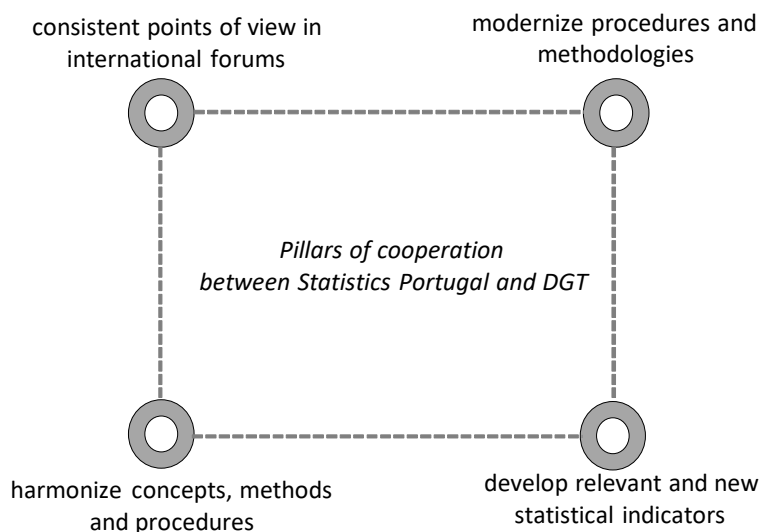 consistent points of view in
international forums
modernize procedures and
methodologies
Pillars of cooperation
between Statistics Portugal and DGT
harmonize concepts, methods
and procedures
develop relevant and new
statistical indicators